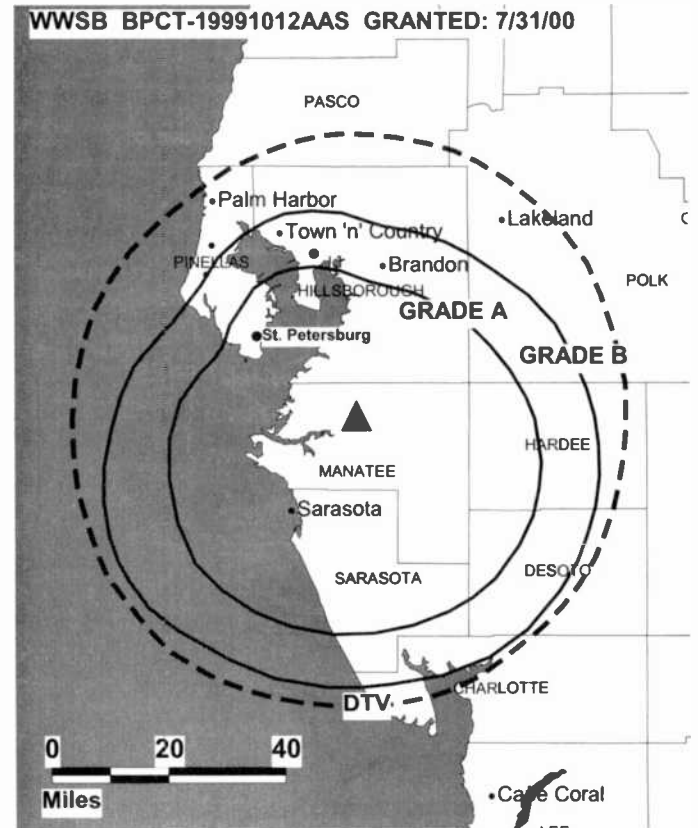 WWSB BPCT-19991012AAS GRANTED: 7/31/00
PASCO
Palm Harbor
Lakeland
Town 'n' Country
PINELLAS
Brandon
POLK
HILLSBOROUGH
GRADE A
St. Petersburg
GRADE B
HARDEE
MANATEE
Sarasota
SARASOTA
DESOTO
CHARLOTTE
DTV
0 20 40
Miles
Cape Coral